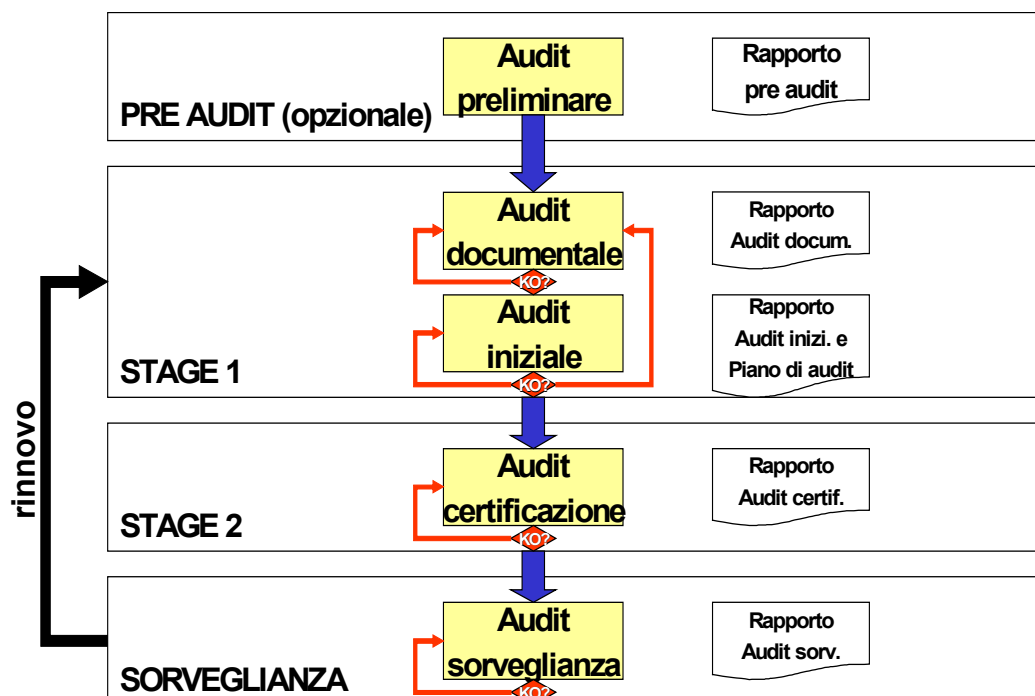 Audit
preliminare
Rapporto
pre audit
PRE AUDIT (opzionale)
Audit
documentale
KO?
Rapporto
Audit docum.
Audit
iniziale
KO?
Rapporto
Audit inizi. e
Piano di audit
STAGE 1
rinnovo
Audit
certificazione
KO?
Rapporto
Audit certif.
STAGE 2
Audit
sorveglianza
KO?
Rapporto
Audit sorv.
SORVEGLIANZA